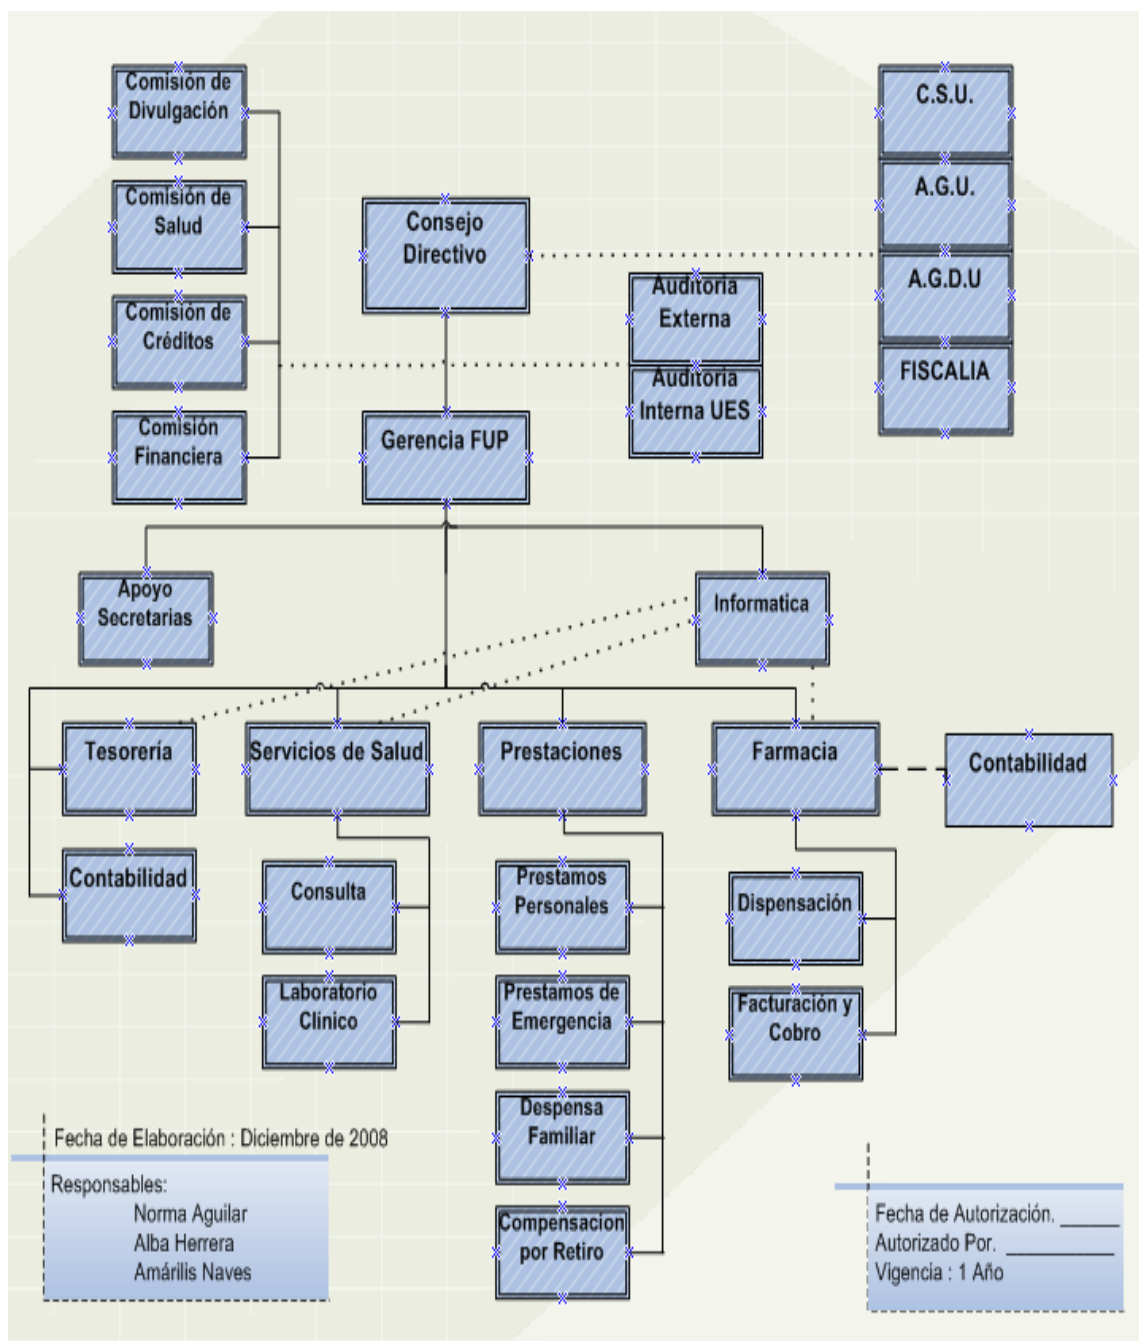 Comisión de
Divulgación
C.S.U.
Comisión de
Salud
A.G.U.
Consejo
Directivo
A.G.D.U
Auditoria
Externa
Comisión de
Créditos
FISCALIA
Auditoria
Interna UES
Comisión
Financiera
Gerencia FUP
Apoyo
Secretarias
Informatica
Tesorería
Servicios de Salud
Prestaciones
Farmacia
Contabilidad
Contabilidad
Consulta
Prestamos
Personales
Dispensación
Laboratorio
Clinico
Prestamos de
Emergencia
Facturación y
Cobro
Despensa
Familiar
Compensacion
por Retiro
Fecha de Elaboración : Diciembre de 2008
Responsables:
Norma Aguilar
Alba Herrera
Amárilis Naves
Fecha de Autorización. ______
Autorizado Por. _________
Vigencia : 1 Año